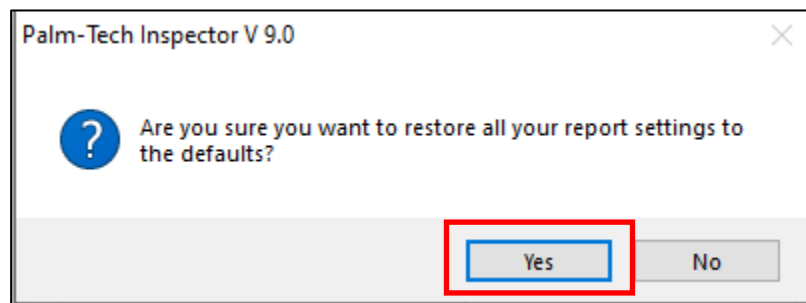 Palm-Tech Inspector V 9.0
?
Are you sure you want to restore all your report settings to
the defaults?
Yes
No